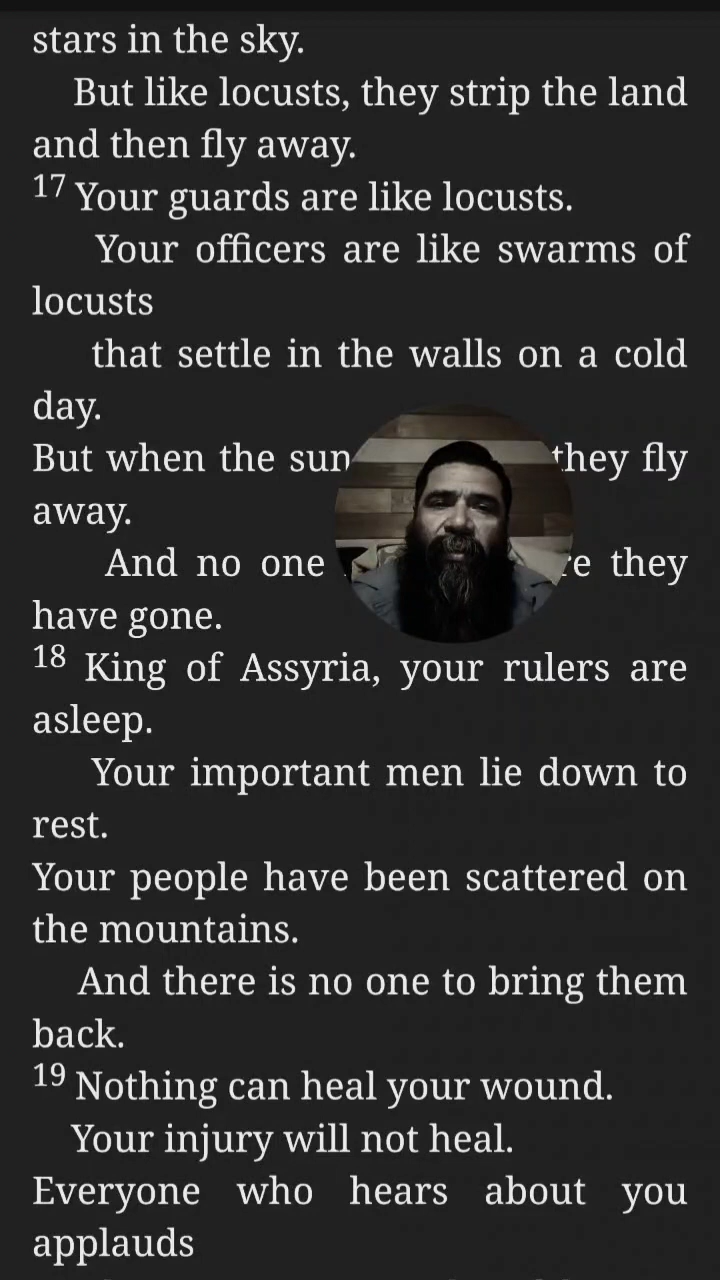 stars in the sky.
But like locusts, they strip the land
and then fly away.
17 Your guards are like locusts.
Your officers are like swarms of
locusts
that settle in the walls on a cold
day.
But when the sun they fly
away.
And no one they
have gone.
18 King of Assyria, your rulers are
asleep.
Your important men lie down to
rest.
Your people have been scattered on
the mountains.
And there is no one to bring them
back.
19 Nothing can heal your wound.
Your injury will not heal.
Everyone who hears about you
applauds